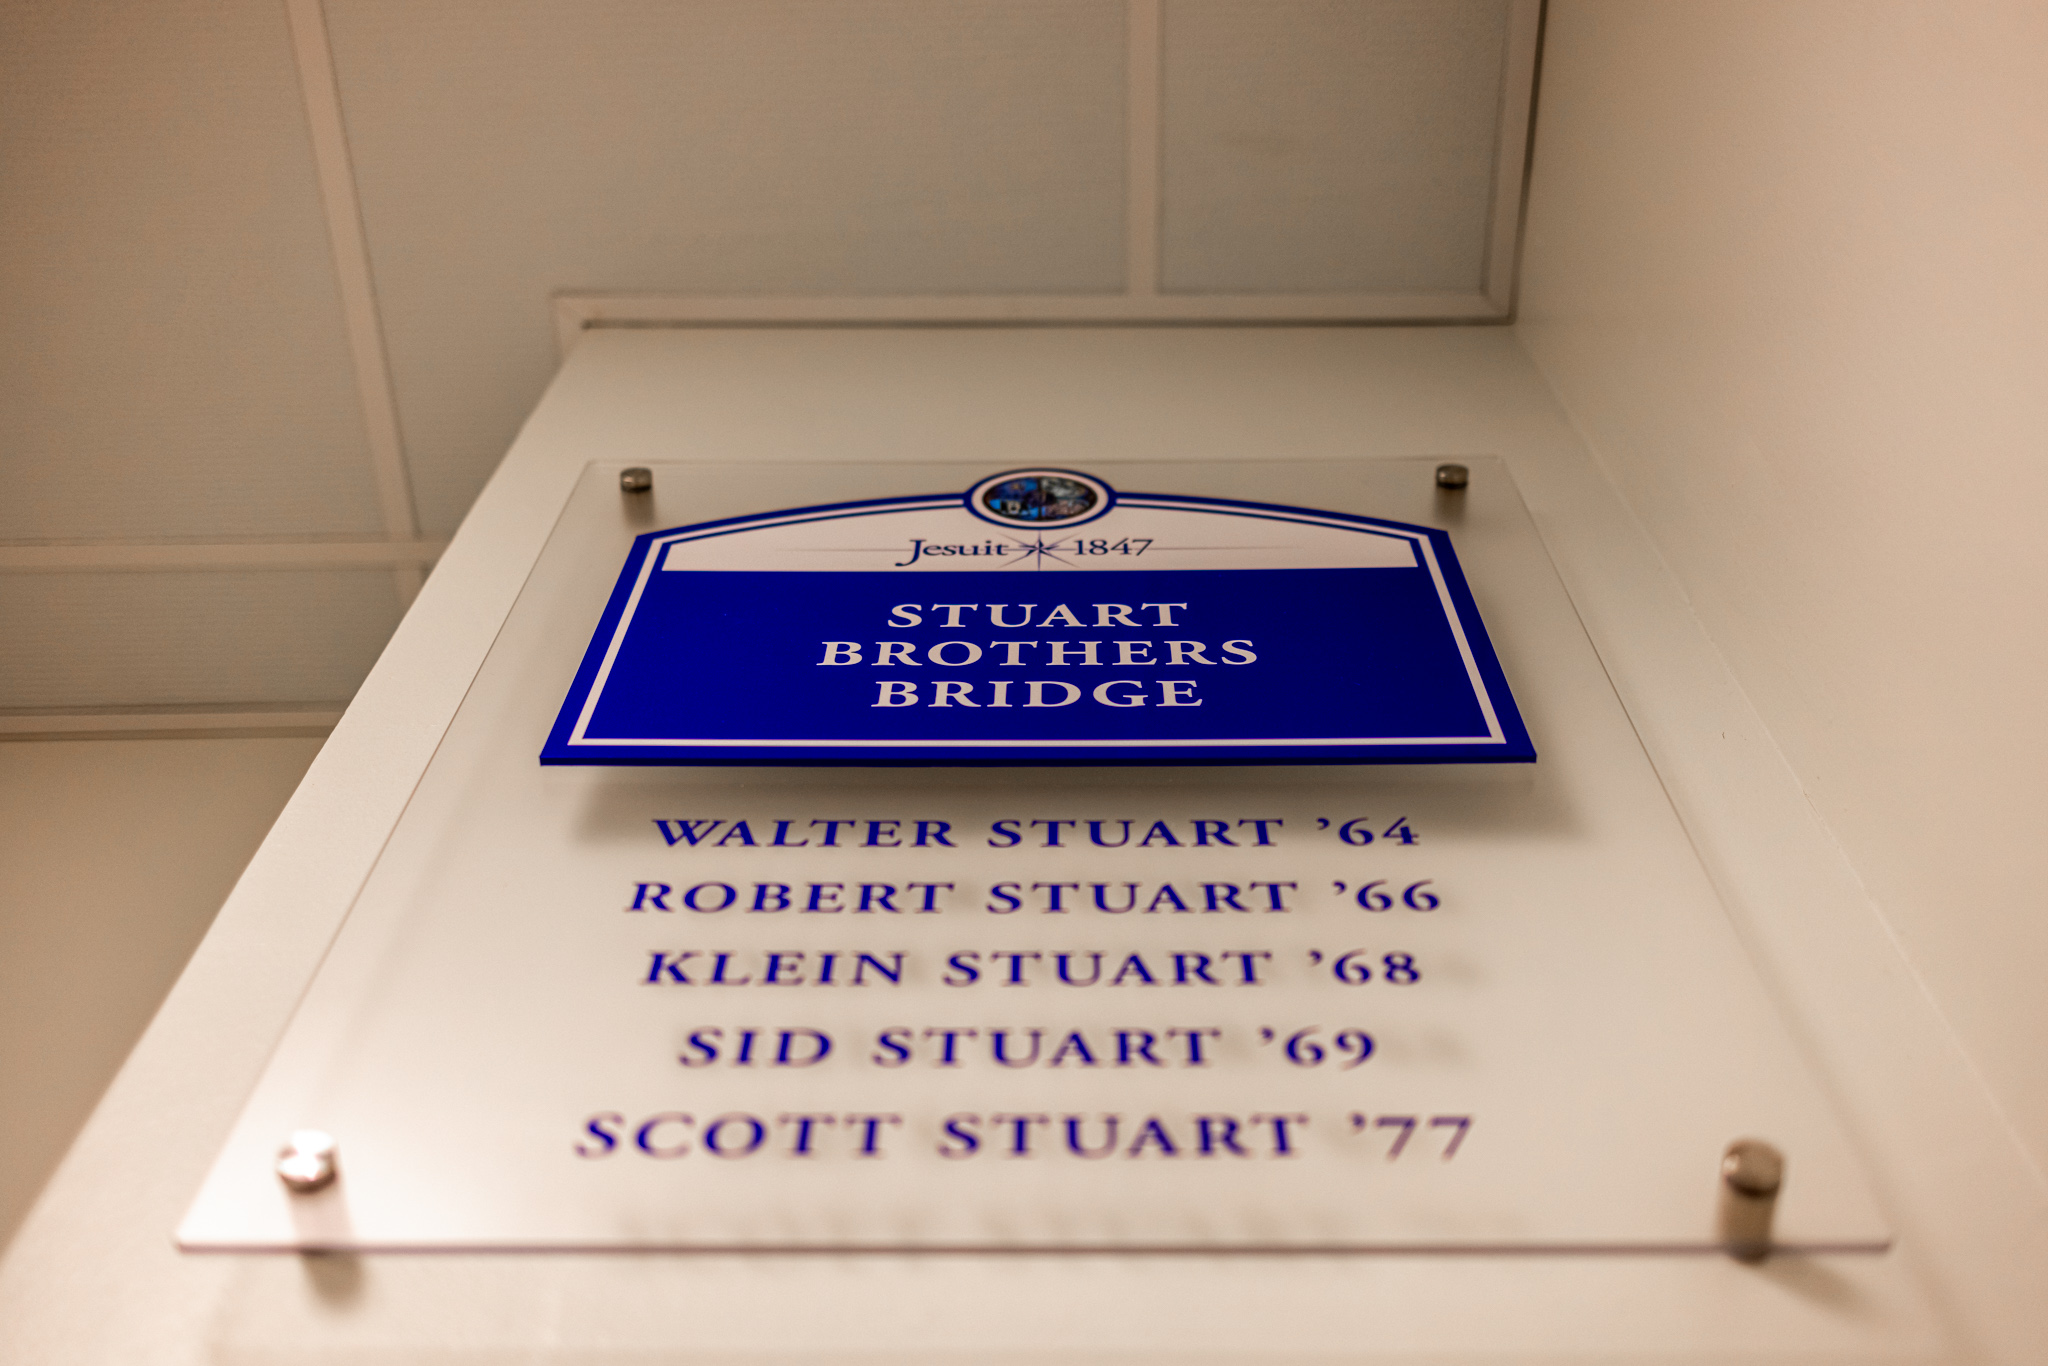 Jesuit 1847
STUART
BROTHERS
BRIDGE
WALTER STUART ’64
ROBERT STUART ’66
KLEIN STUART ’68
SID STUART ’69
SCOTT STUART ’77